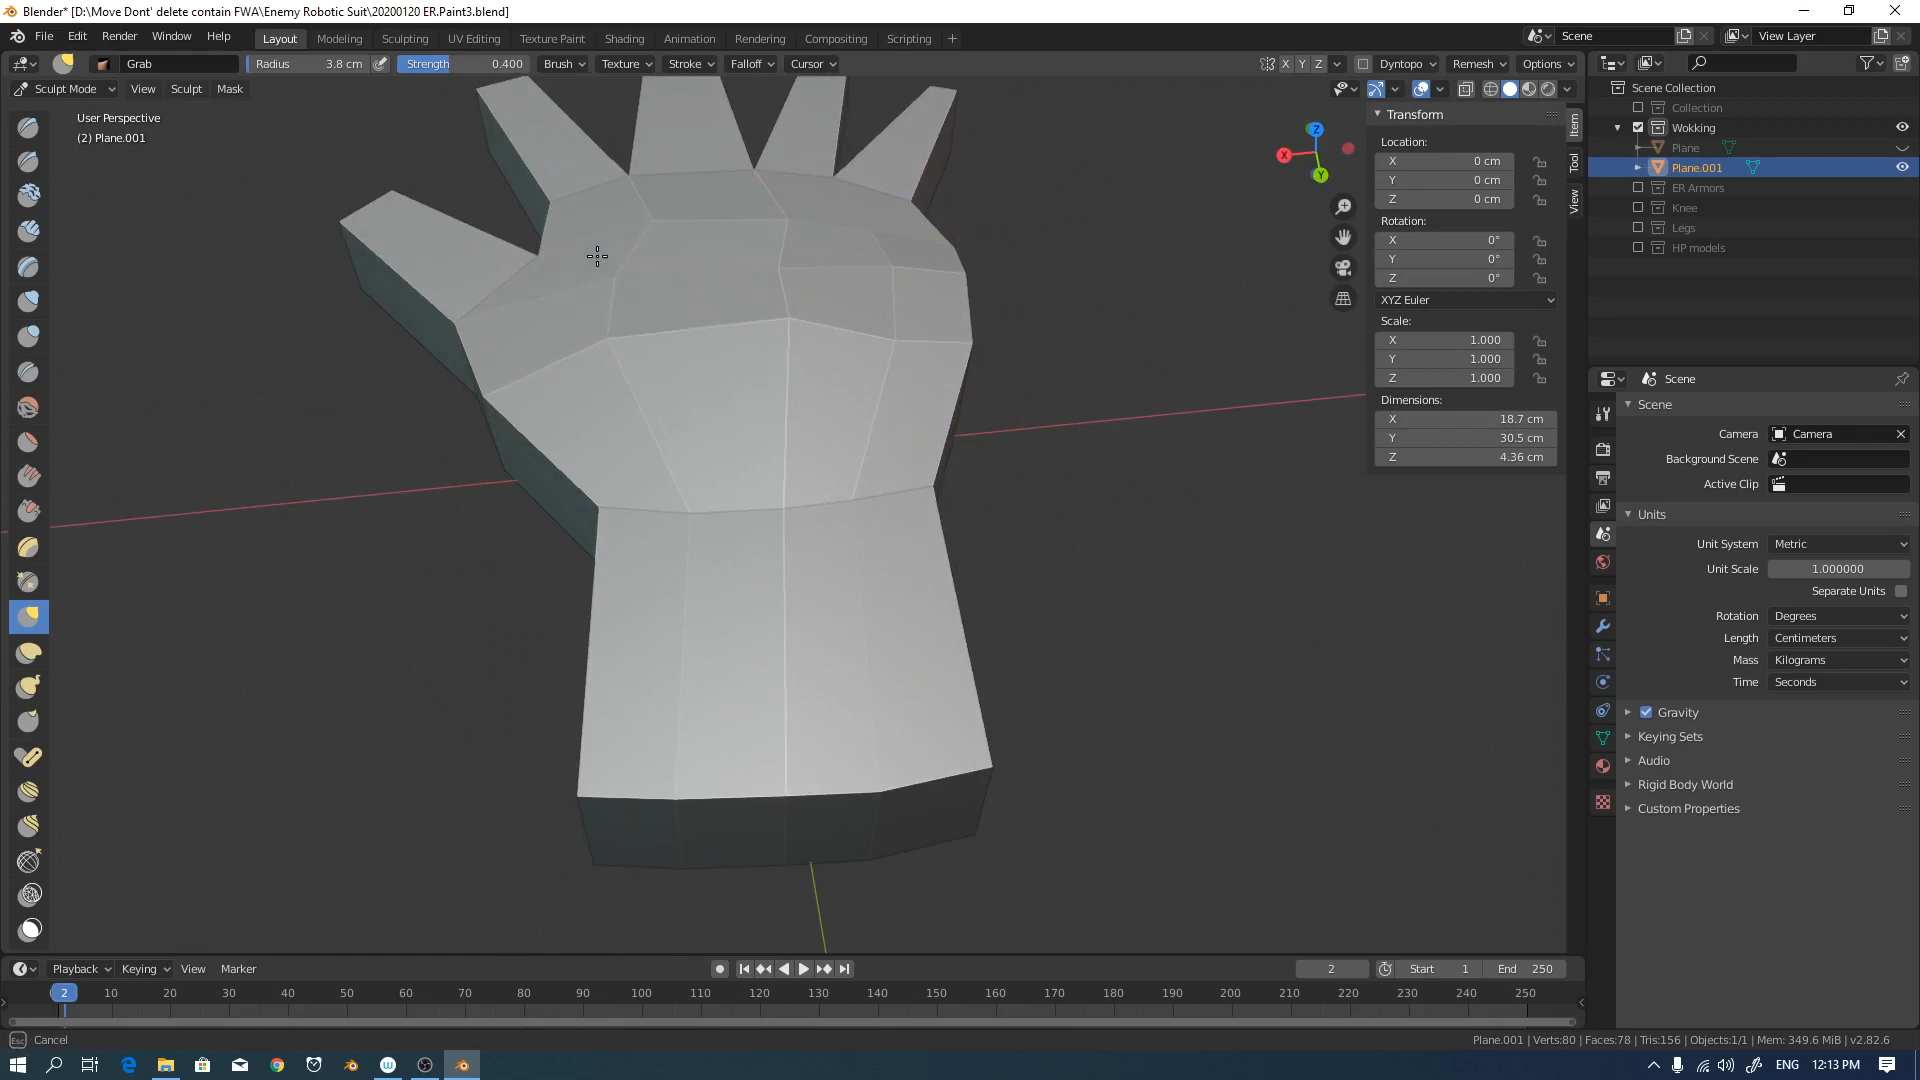 Blender* [D:\Move Dont' delete contain FWA\Enemy Robotic Suit\20200120 ER.Paint3.blend]
File Edit Render Window Help
Layout Modeling Sculpting UV Editing Texture Paint Shading Animation Rendering Compositing Scripting +
Scene View Layer
Grab Radius 3.8 cm Strength 0.400 Brush Texture Stroke Falloff Cursor
X Y Z Dyntopo Remesh Options
Sculpt Mode View Sculpt Mask
User Perspective
(2) Plane.001
Z
X
Y
Transform
Location:
X 0 cm
Y 0 cm
Z 0 cm
Rotation:
X 0°
Y 0°
Z 0°
XYZ Euler
Scale:
X 1.000
Y 1.000
Z 1.000
Dimensions:
X 18.7 cm
Y 30.5 cm
Z 4.36 cm
Item
Tool
View
Scene Collection
Collection
Wokking
Plane
Plane.001
ER Armors
Knee
Legs
HP models
Scene
Scene
Camera Camera
Background Scene
Active Clip
Units
Unit System Metric
Unit Scale 1.000000
Separate Units
Rotation Degrees
Length Centimeters
Mass Kilograms
Time Seconds
Gravity
Keying Sets
Audio
Rigid Body World
Custom Properties
Playback Keying View Marker
2 Start 1 End 250
2 10 20 30 40 50 60 70 80 90 100 110 120 130 140 150 160 170 180 190 200 210 220 230 240 250
Esc Cancel
Plane.001 | Verts:80 | Faces:78 | Tris:156 | Objects:1/1 | Mem: 349.6 MiB | v2.82.6
ENG 12:13 PM